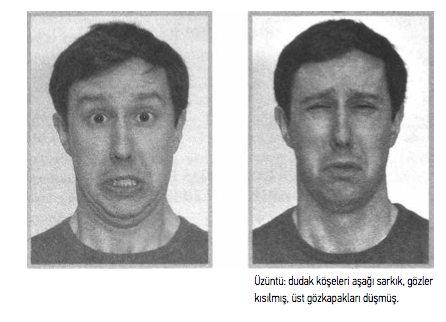 Üzüntü: dudak köşeleri aşağı sarkık, gözler
kısılmış, üst gözkapakları düşmüş.